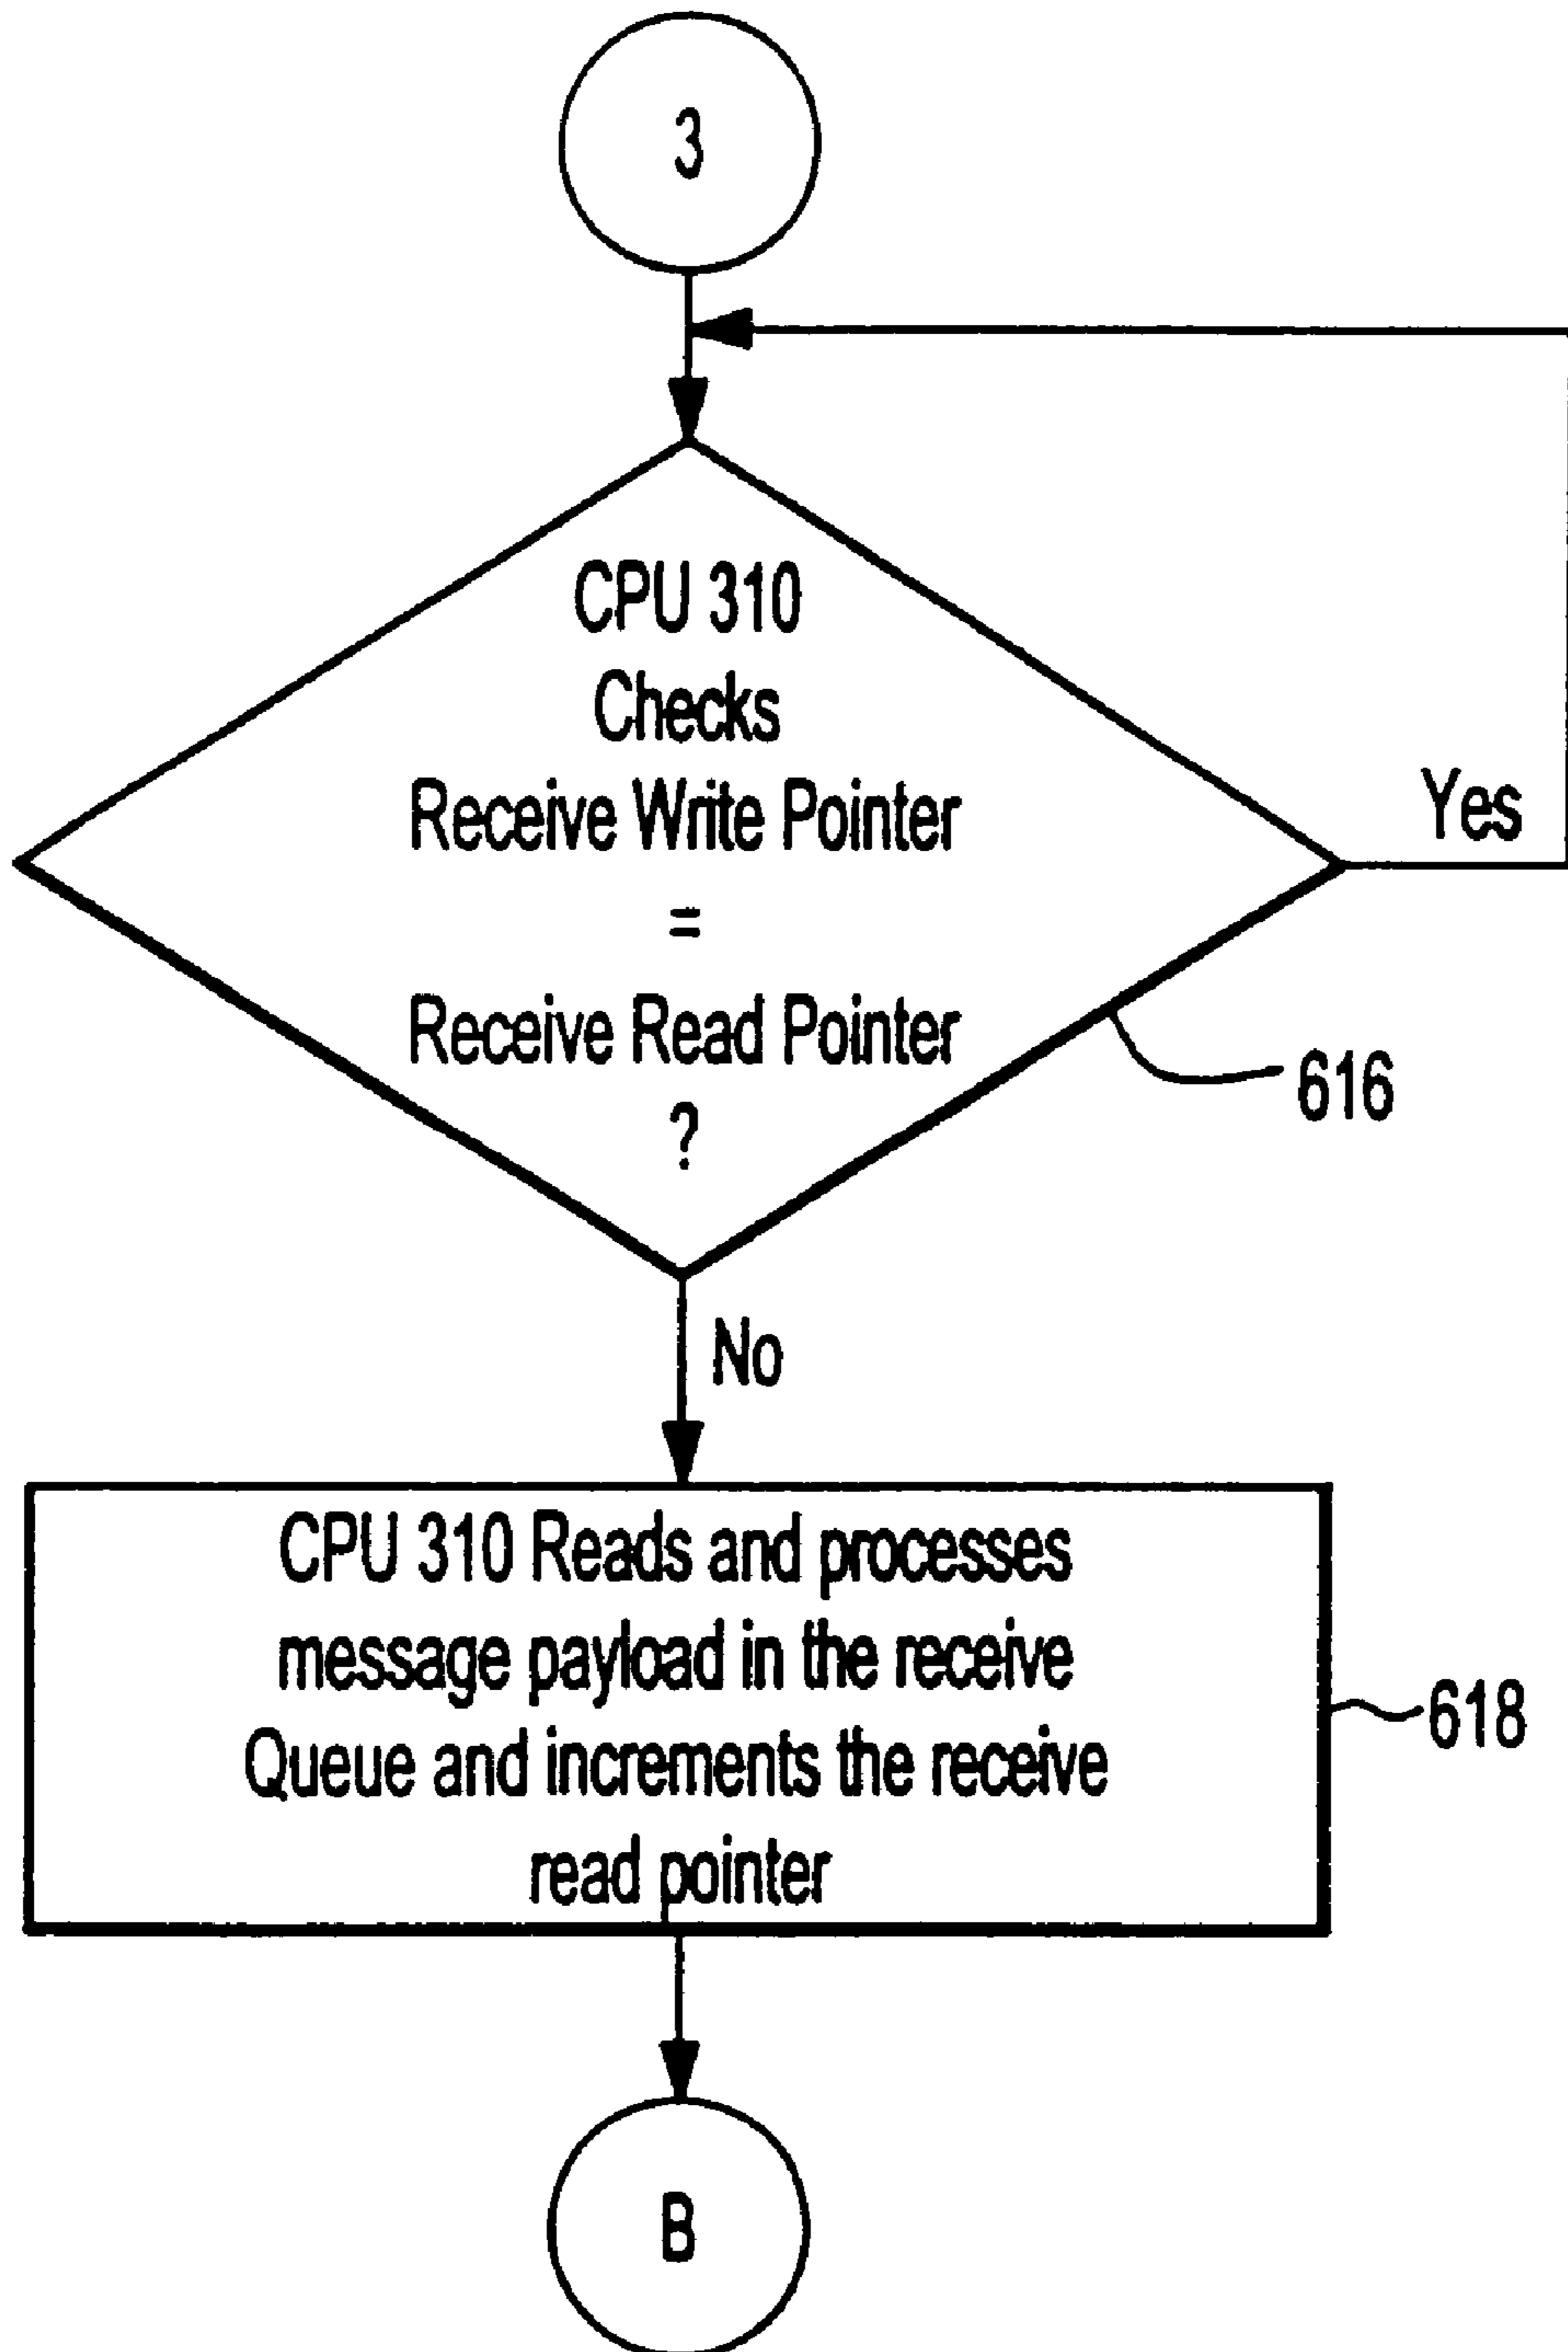 3
CPU 310
Checks
Receive Write Pointer
Yes
=
Receive Read Pointer
616
?
No
CPU 310 Reads and processes
message payload in the receive
618
Queue and increments the receive
read pointer
B